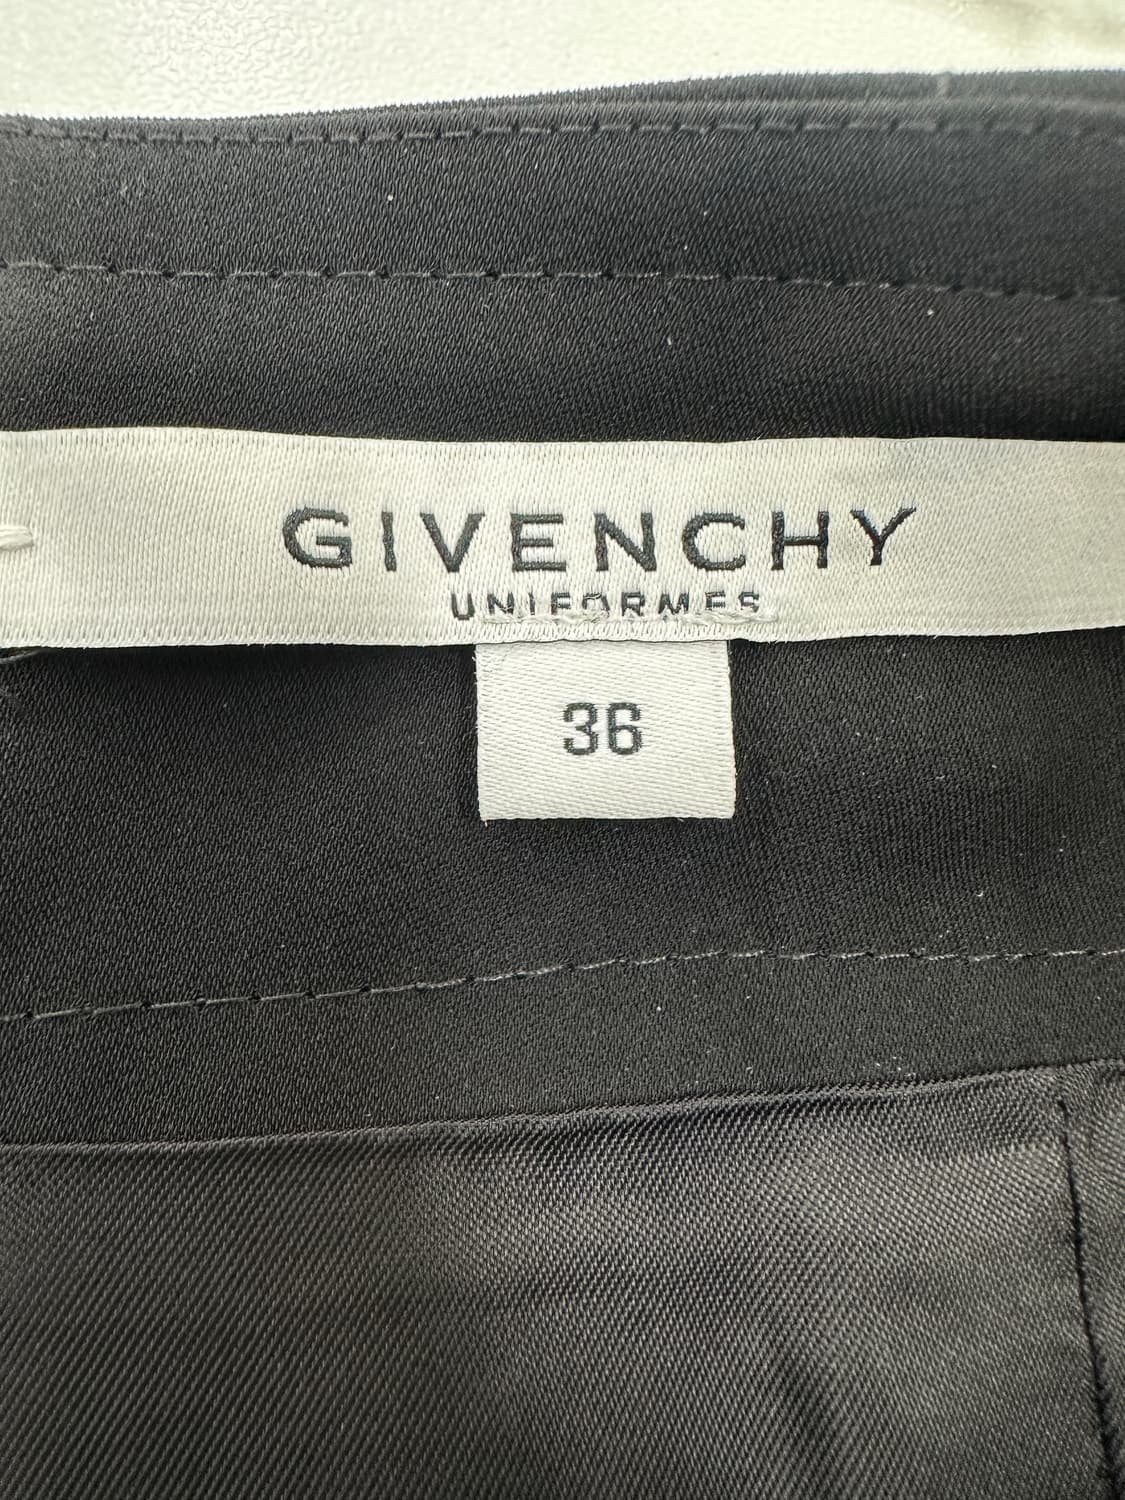 GIVENCHY
UNIFORMES
36